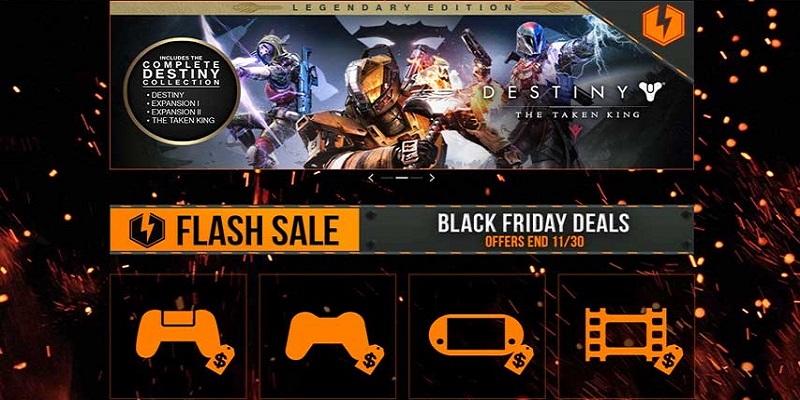 LEGENDARY EDITION
INCLUDES THE
COMPLETE
DESTINY
COLLECTION
• DESTINY
• EXPANSION I
• EXPANSION II
• THE TAKEN KING
DESTINY
THE TAKEN KING
FLASH SALE
BLACK FRIDAY DEALS
OFFERS END 11/30
$
$
$
$